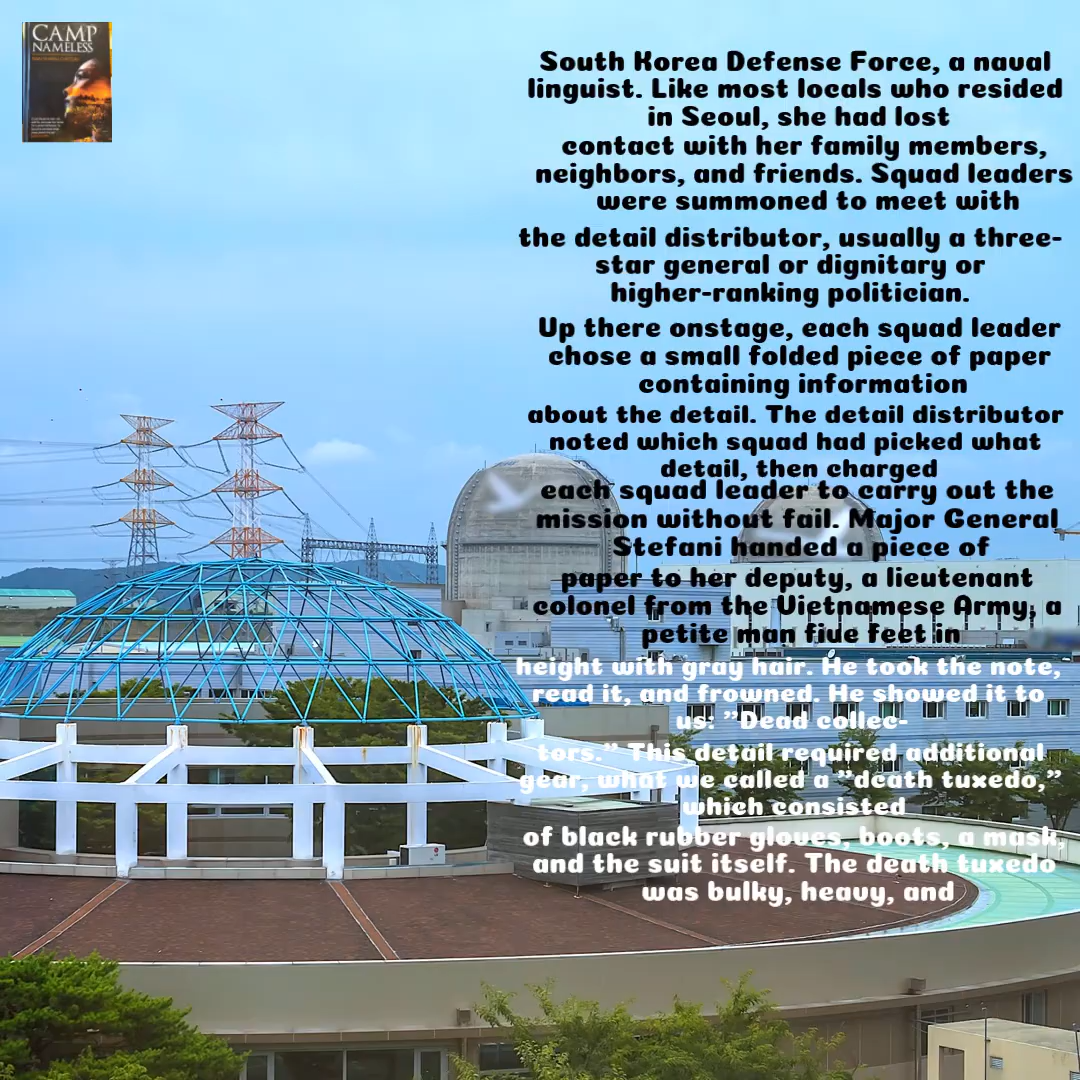 CAMP
NAMELESS
South Korea Defense Force, a naval
linguist. Like most locals who resided
in Seoul, she had lost
contact with her family members,
neighbors, and friends. Squad leaders
were summoned to meet with
the detail distributor, usually a three-
star general or dignitary or
higher-ranking politician.
Up there onstage, each squad leader
chose a small folded piece of paper
containing information
about the detail. The detail distributor
noted which squad had picked what
detail, then charged
each squad leader to carry out the
mission without fail. Major General
Stefani handed a piece of
paper to her deputy, a lieutenant
colonel from the Vietnamese Army, a
petite man five feet in
height with gray hair. He took the note,
read it, and frowned. He showed it to
us: "Dead collec-
tors." This detail required additional
gear, what we called a "death tuxedo,"
which consisted
of black rubber gloves, boots, a mask,
and the suit itself. The death tuxedo
was bulky, heavy, and